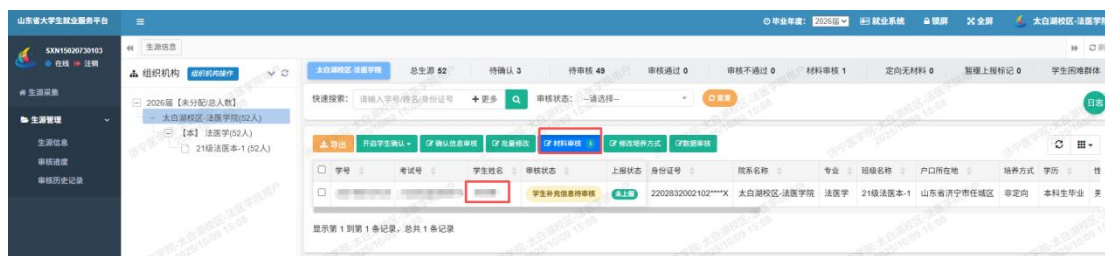 山东省大学生就业服务平台
毕业年度: 2026届 就业系统 锁屏 全屏 太白湖校区-法医学
SXN15020730103
在线 注销
生源信息
生源采集
生源管理
生源信息
审核进度
审核历史记录
组织机构 组织机构操作
2026届【未分配/总人数】
太白湖校区-法医学院(52人)
【本】法医学(52人)
21级法医本-1 (52人)
太白湖校区 法医学院 总生源 52 待确认 3 待审核 49 审核通过 0 审核不通过 0 材料审核 1 定向无材料 0 暂缓上报标记 0 学生困难群体
快速搜索: 请输入学号/姓名/身份证号 +更多 审核状态: --请选择-- 重置
日志
导出 开启学生确认 确认信息审核 批量修改 材料审核 修改培养方式 数据审核
学号 考试号 学生姓名 审核状态 上报状态 身份证号 院系名称 专业 班级名称 户口所在地 培养方式 学历 性
学生补充信息待审核 未上报 2202832002102****X 太白湖校区-法医学院 法医学 21级法医本-1 山东省济宁市任城区 非定向 本科生毕业 男
显示第 1 到第 1 条记录，总共 1 条记录